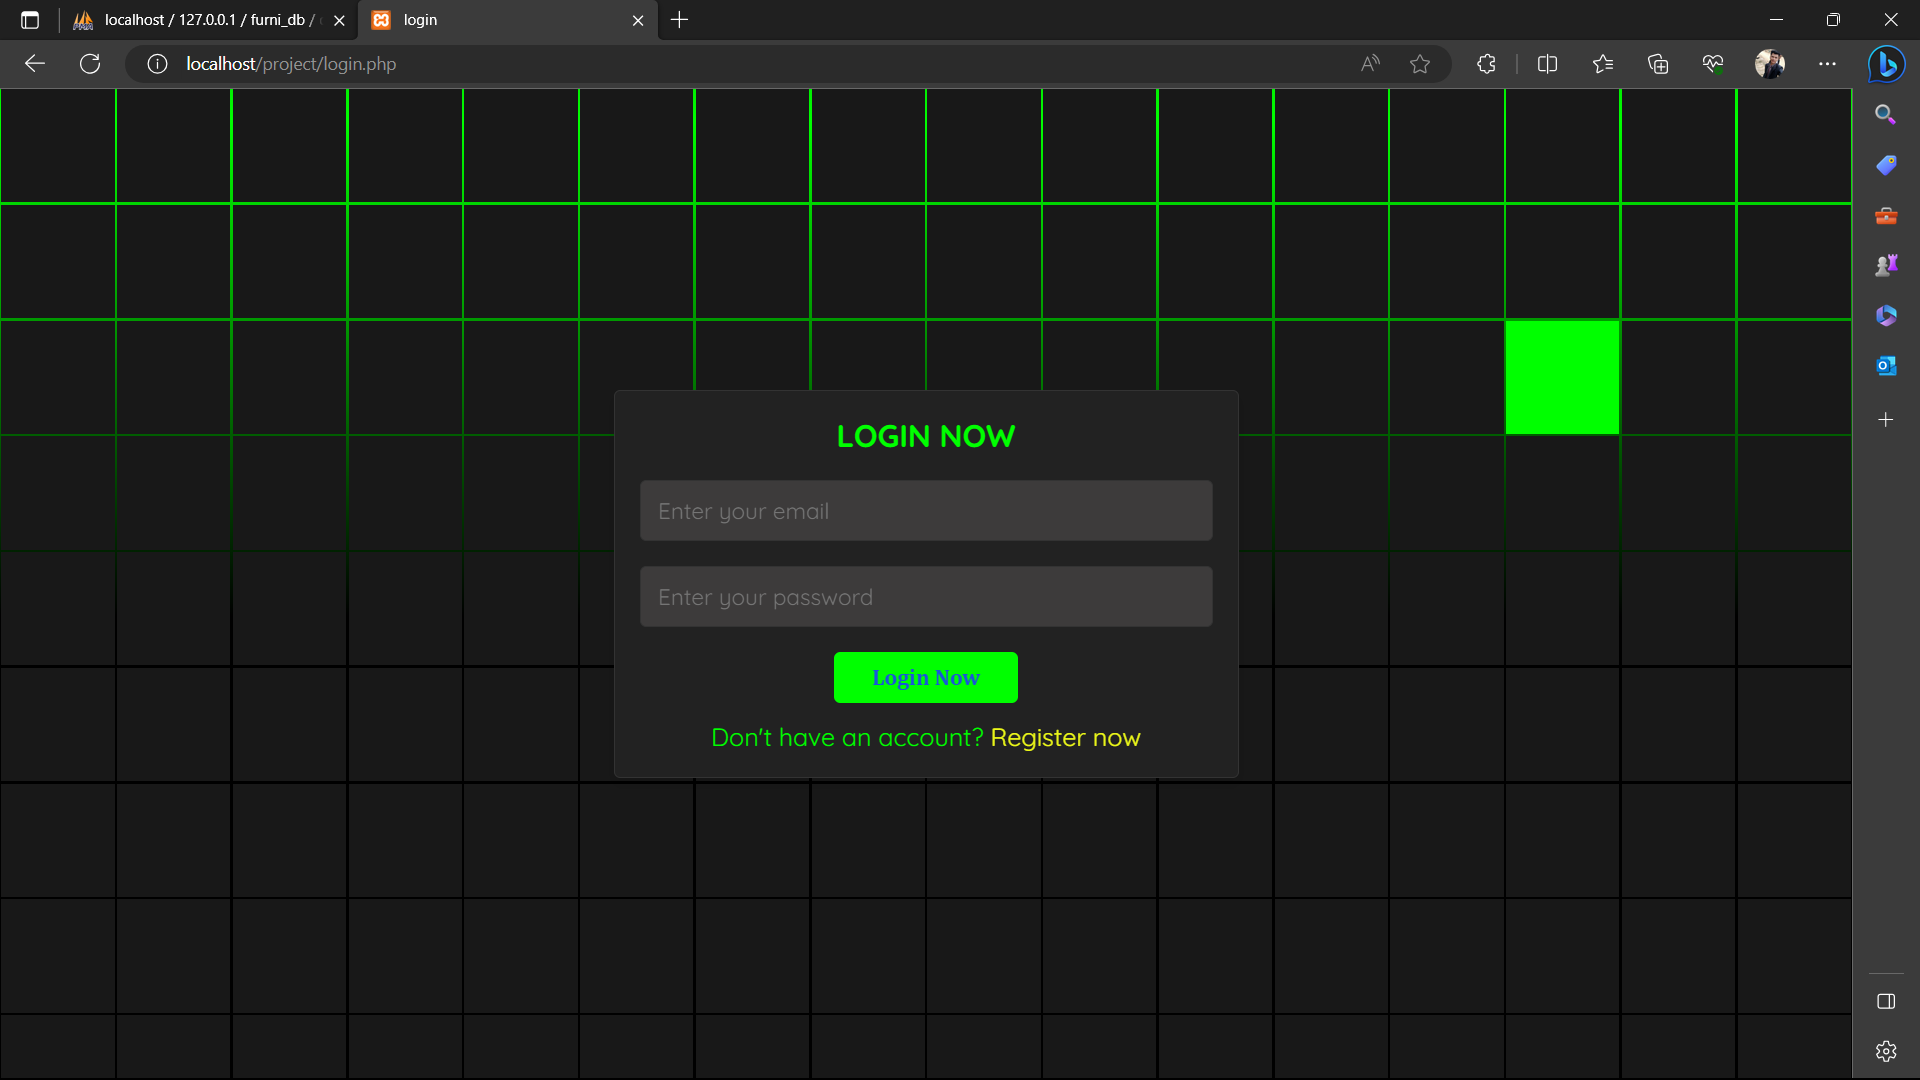 localhost / 127.0.0.1 / furni_db /
login
localhost/project/login.php
LOGIN NOW
Enter your email
Enter your password
Login Now
Don't have an account? Register now